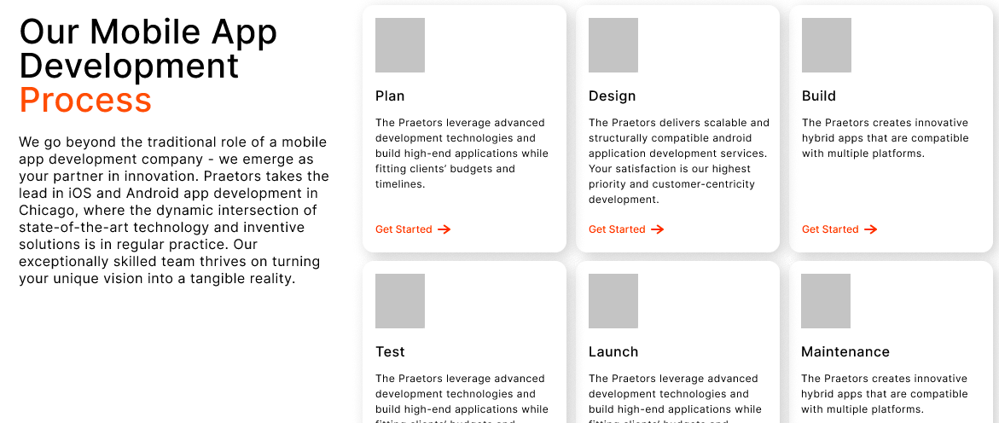 Our Mobile App
Development
Process
We go beyond the traditional role of a mobile
app development company - we emerge as
your partner in innovation. Praetors takes the
lead in iOS and Android app development in
Chicago, where the dynamic intersection of
state-of-the-art technology and inventive
solutions is in regular practice. Our
exceptionally skilled team thrives on turning
your unique vision into a tangible reality.
Plan
The Praetors leverage advanced
development technologies and
build high-end applications while
fitting clients’ budgets and
timelines.
Get Started
Design
The Praetors delivers scalable and
structurally compatible android
application development services.
Your satisfaction is our highest
priority and customer-centricity
development.
Get Started
Build
The Praetors creates innovative
hybrid apps that are compatible
with multiple platforms.
Get Started
Test
The Praetors leverage advanced
development technologies and
build high-end applications while
fitting clients’ budgets and
Launch
The Praetors leverage advanced
development technologies and
build high-end applications while
fitting clients’ budgets and
Maintenance
The Praetors creates innovative
hybrid apps that are compatible
with multiple platforms.